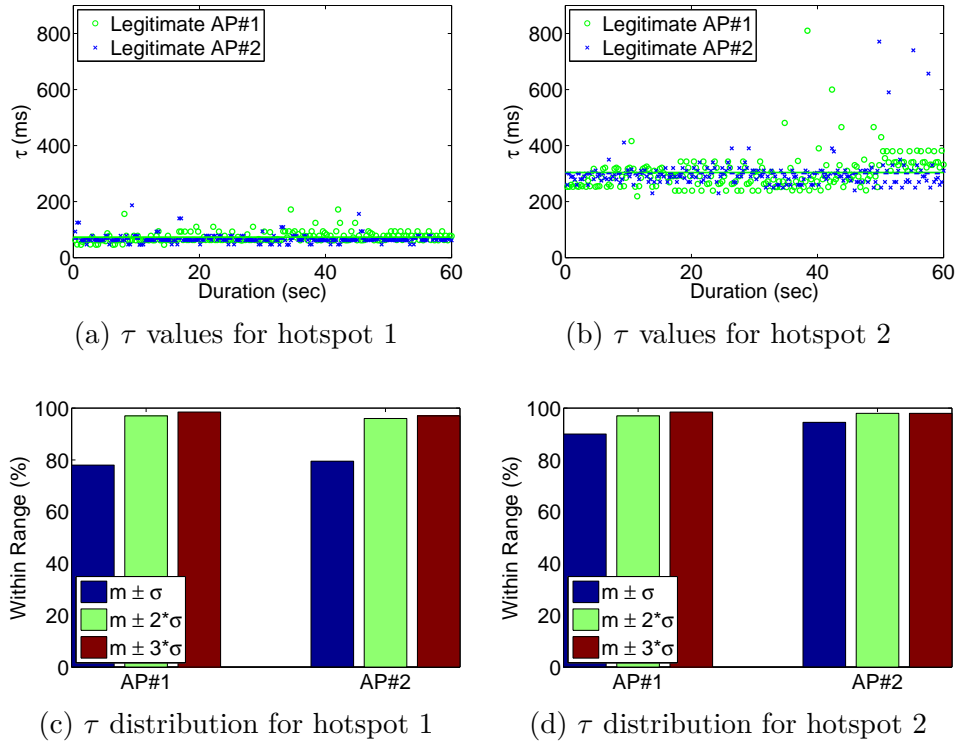 800
600
400
200
0
τ (ms)
Legitimate AP#1
Legitimate AP#2
0 20 40 60
Duration (sec)
(a) τ values for hotspot 1
800
600
400
200
0
τ (ms)
Legitimate AP#1
Legitimate AP#2
0 20 40 60
Duration (sec)
(b) τ values for hotspot 2
100
80
60
40
20
0
Within Range (%)
m ± σ
m ± 2*σ
m ± 3*σ
AP#1 AP#2
(c) τ distribution for hotspot 1
100
80
60
40
20
0
Within Range (%)
m ± σ
m ± 2*σ
m ± 3*σ
AP#1 AP#2
(d) τ distribution for hotspot 2